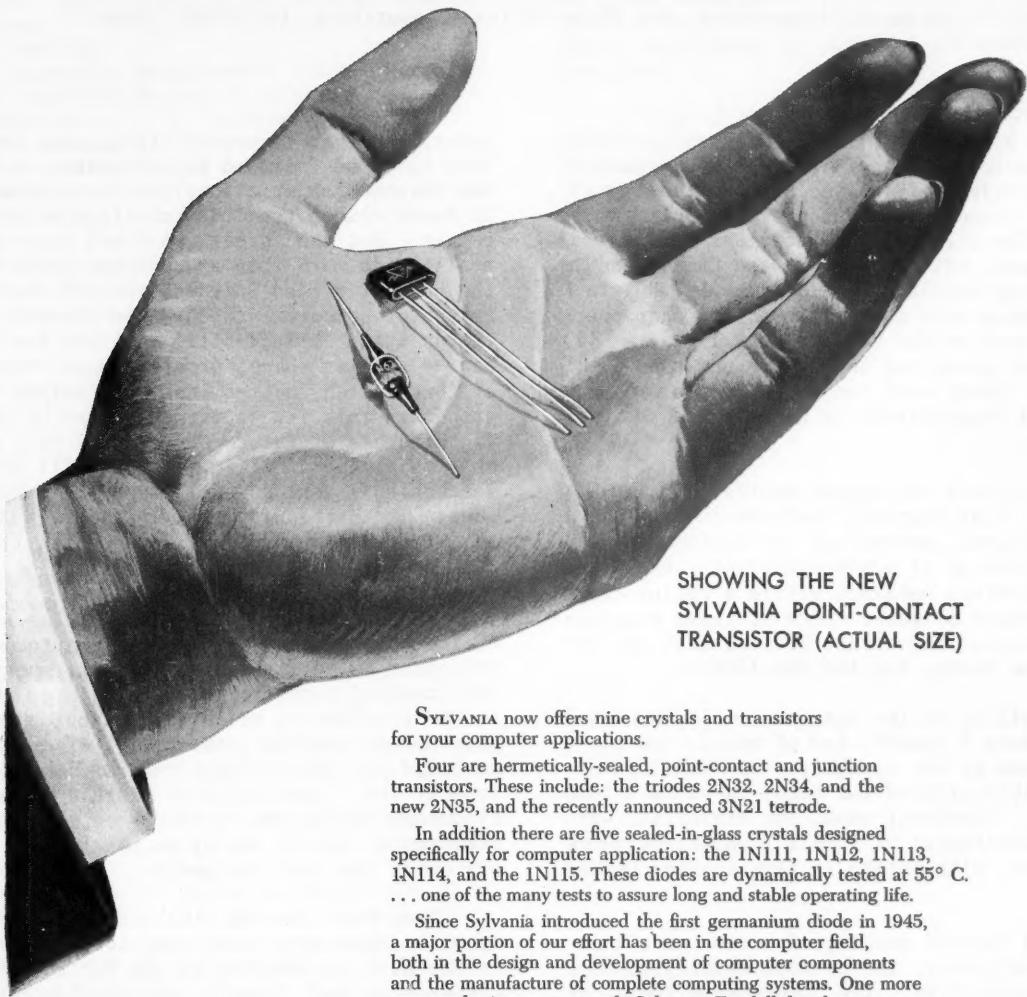 SHOWING THE NEW
SYLVANIA POINT-CONTACT
TRANSISTOR (ACTUAL SIZE)
SYLVANIA now offers nine crystals and transistors
for your computer applications.
Four are hermetically-sealed, point-contact and junction
transistors. These include: the triodes 2N32, 2N34, and the
new 2N35, and the recently announced 3N21 tetrode.
In addition there are five sealed-in-glass crystals designed
specifically for computer application: the 1N111, 1N112, 1N113,
1N114, and the 1N115. These diodes are dynamically tested at 55° C.
... one of the many tests to assure long and stable operating life.
Since Sylvania introduced the first germanium diode in 1945,
a major portion of our effort has been in the computer field,
both in the design and development of computer components
and the manufacture of complete computing systems. One more